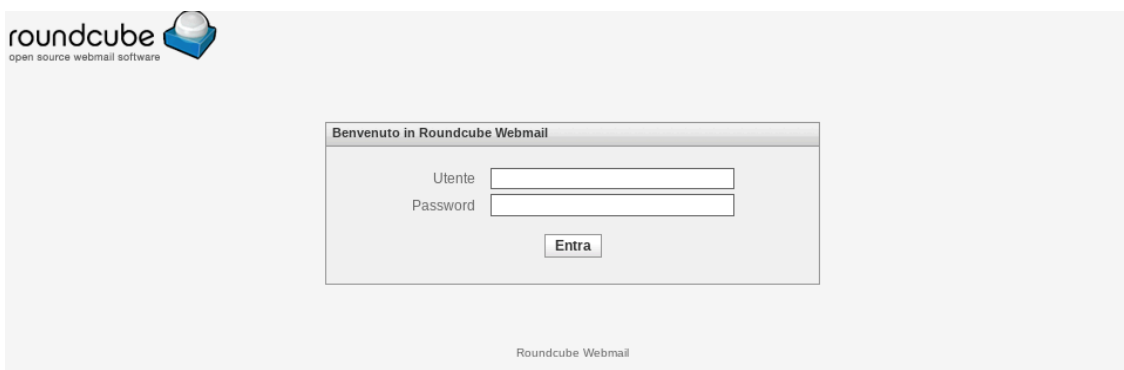 roundcube
open source webmail software
Benvenuto in Roundcube Webmail
Utente
Password
Entra
Roundcube Webmail